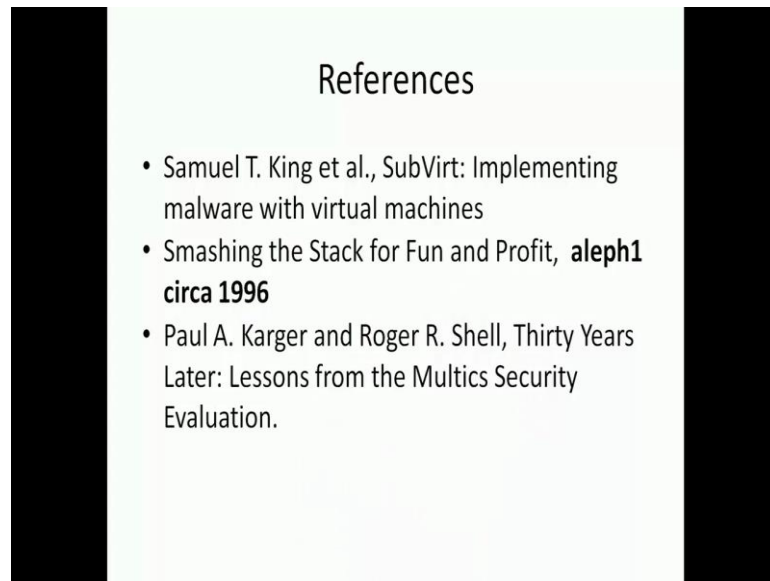 References
• Samuel T. King et al., SubVirt: Implementing
malware with virtual machines
• Smashing the Stack for Fun and Profit, aleph1
circa 1996
• Paul A. Karger and Roger R. Shell, Thirty Years
Later: Lessons from the Multics Security
Evaluation.